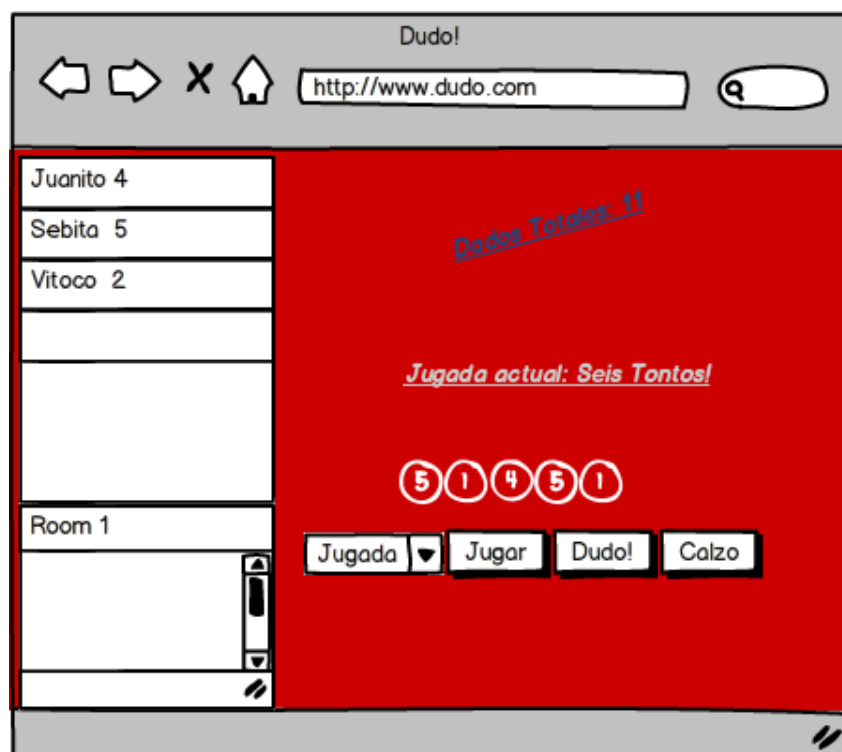 Dudo!
http://www.dudo.com
Juanito 4
Sebita 5
Vitoco 2
Dados Totales: 11
Jugada actual: Seis Tontos!
5 1 4 5 1
Room 1
Jugada Jugar Dudo! Calzo